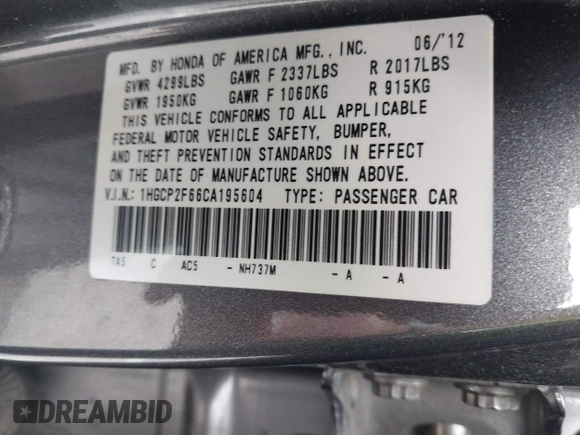 MFD. BY HONDA OF AMERICA MFG., INC. 06/'12
GVWR 4299LBS GAWR F 2337LBS R 2017LBS
GVWR 1950KG GAWR F 1060KG R 915KG
THIS VEHICLE CONFORMS TO ALL APPLICABLE
FEDERAL MOTOR VEHICLE SAFETY, BUMPER,
AND THEFT PREVENTION STANDARDS IN EFFECT
ON THE DATE OF MANUFACTURE SHOWN ABOVE.
V.I.N.: 1HGCP2F66CA195604 TYPE: PASSENGER CAR
TA5 C AC5 - NH737M - A - A
DREAMBID